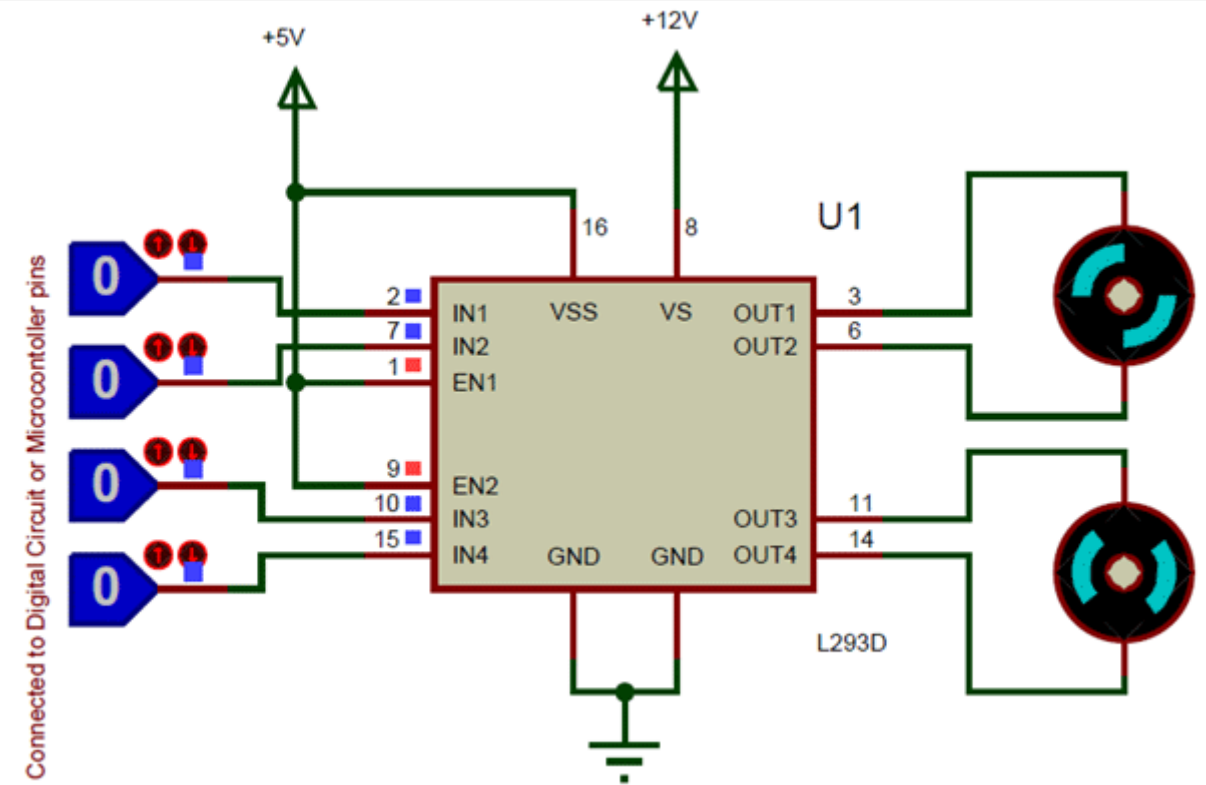 +5V
+12V
U1
Connected to Digital Circuit or Microcontoller pins
0
0
0
0
16
8
2
7
1
9
10
15
IN1
IN2
EN1
EN2
IN3
IN4
VSS
VS
GND
GND
OUT1
OUT2
OUT3
OUT4
3
6
11
14
L293D